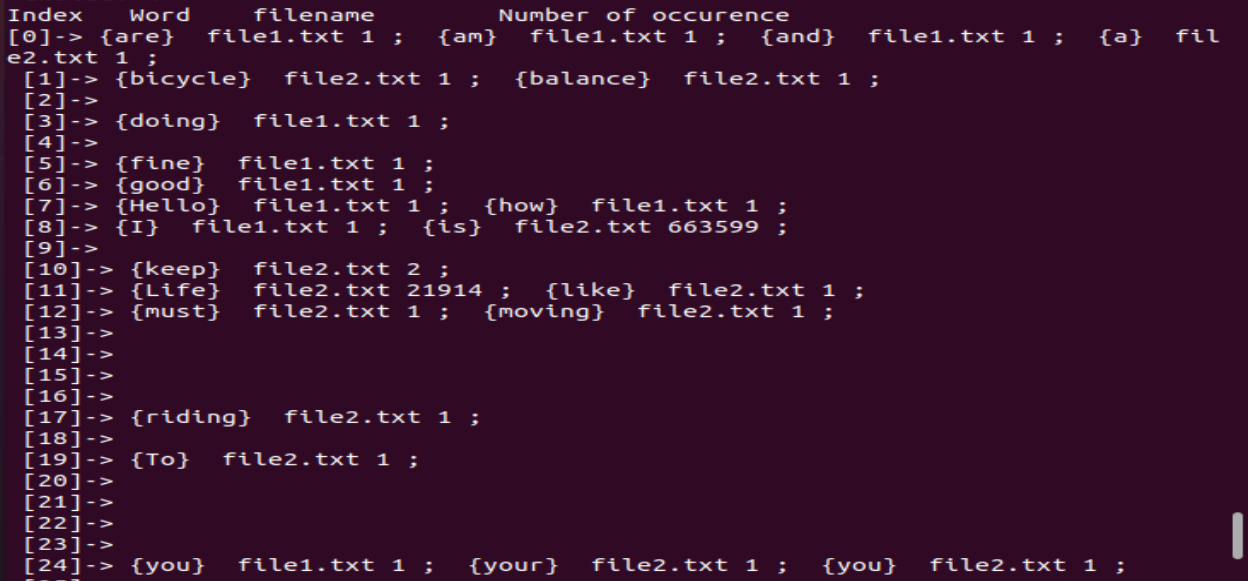 Index   Word    filename        Number of occurence
[0]-> {are}  file1.txt 1 ;  {am}  file1.txt 1 ;  {and}  file1.txt 1 ;  {a}  fil
e2.txt 1 ;
 [1]-> {bicycle}  file2.txt 1 ;  {balance}  file2.txt 1 ;
 [2]->
 [3]-> {doing}  file1.txt 1 ;
 [4]->
 [5]-> {fine}  file1.txt 1 ;
 [6]-> {good}  file1.txt 1 ;
 [7]-> {Hello}  file1.txt 1 ;  {how}  file1.txt 1 ;
 [8]-> {I}  file1.txt 1 ;  {is}  file2.txt 663599 ;
 [9]->
 [10]-> {keep}  file2.txt 2 ;
 [11]-> {Life}  file2.txt 21914 ;  {like}  file2.txt 1 ;
 [12]-> {must}  file2.txt 1 ;  {moving}  file2.txt 1 ;
 [13]->
 [14]->
 [15]->
 [16]->
 [17]-> {riding}  file2.txt 1 ;
 [18]->
 [19]-> {To}  file2.txt 1 ;
 [20]->
 [21]->
 [22]->
 [23]->
 [24]-> {you}  file1.txt 1 ;  {your}  file2.txt 1 ;  {you}  file2.txt 1 ;